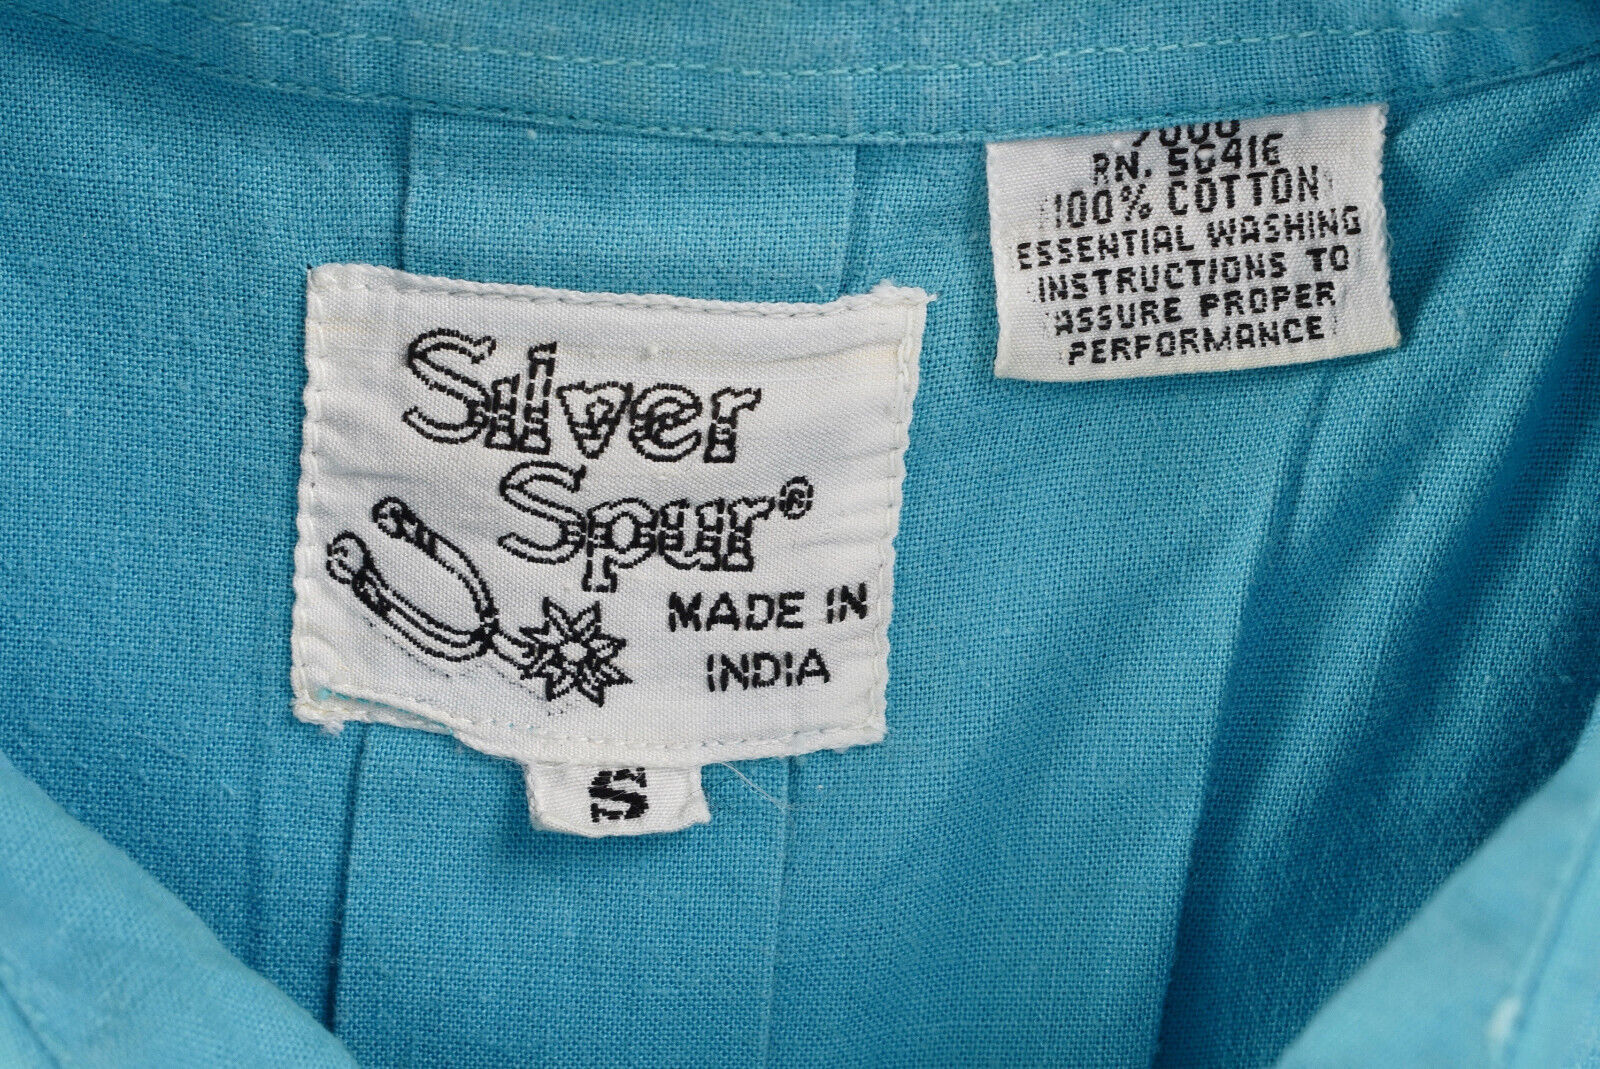 Silver
Spur®
MADE IN
INDIA
S
RN. 56416
100% COTTON
ESSENTIAL WASHING
INSTRUCTIONS TO
ASSURE PROPER
PERFORMANCE